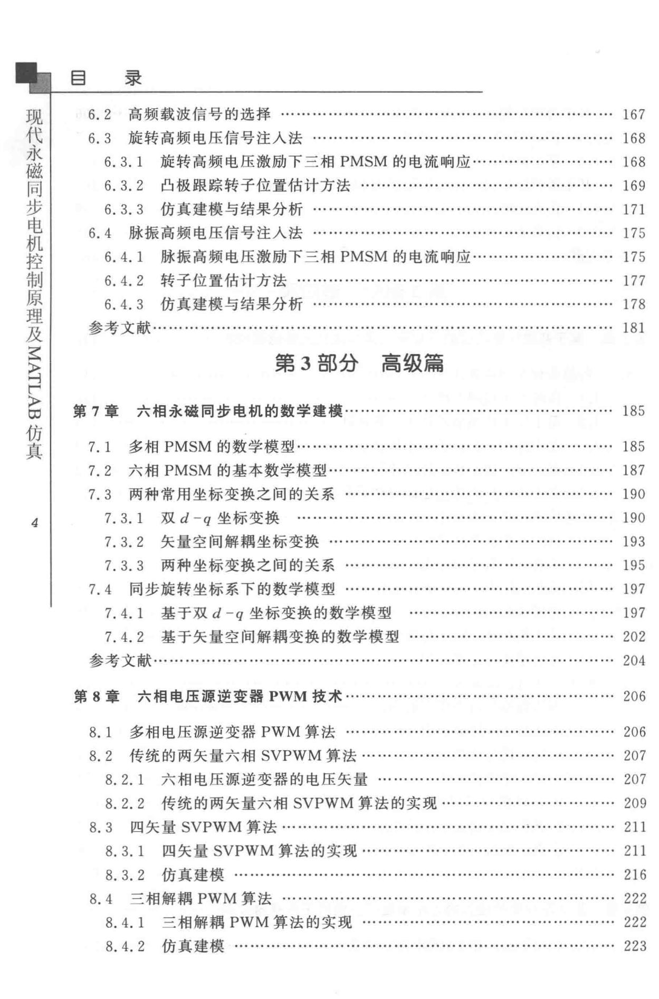 目 录
6.2 高频载波信号的选择 …… 167
6.3 旋转高频电压信号注入法 …… 168
6.3.1 旋转高频电压激励下三相 PMSM 的电流响应 …… 168
6.3.2 凸极跟踪转子位置估计方法 …… 169
6.3.3 仿真建模与结果分析 …… 171
6.4 脉振高频电压信号注入法 …… 175
6.4.1 脉振高频电压激励下三相 PMSM 的电流响应 …… 175
6.4.2 转子位置估计方法 …… 177
6.4.3 仿真建模与结果分析 …… 178
参考文献 …… 181
第 3 部分 高级篇
第 7 章 六相永磁同步电机的数学建模 …… 185
7.1 多相 PMSM 的数学模型 …… 185
7.2 六相 PMSM 的基本数学模型 …… 187
7.3 两种常用坐标变换之间的关系 …… 190
7.3.1 双 d-q 坐标变换 …… 190
7.3.2 矢量空间解耦坐标变换 …… 193
7.3.3 两种坐标变换之间的关系 …… 195
7.4 同步旋转坐标系下的数学模型 …… 197
7.4.1 基于双 d-q 坐标变换的数学模型 …… 197
7.4.2 基于矢量空间解耦变换的数学模型 …… 202
参考文献 …… 204
第 8 章 六相电压源逆变器 PWM 技术 …… 206
8.1 多相电压源逆变器 PWM 算法 …… 206
8.2 传统的两矢量六相 SVPWM 算法 …… 207
8.2.1 六相电压源逆变器的电压矢量 …… 207
8.2.2 传统的两矢量六相 SVPWM 算法的实现 …… 209
8.3 四矢量 SVPWM 算法 …… 211
8.3.1 四矢量 SVPWM 算法的实现 …… 211
8.3.2 仿真建模 …… 216
8.4 三相解耦 PWM 算法 …… 222
8.4.1 三相解耦 PWM 算法的实现 …… 222
8.4.2 仿真建模 …… 223
现代永磁同步电机控制原理及MATLAB仿真
4